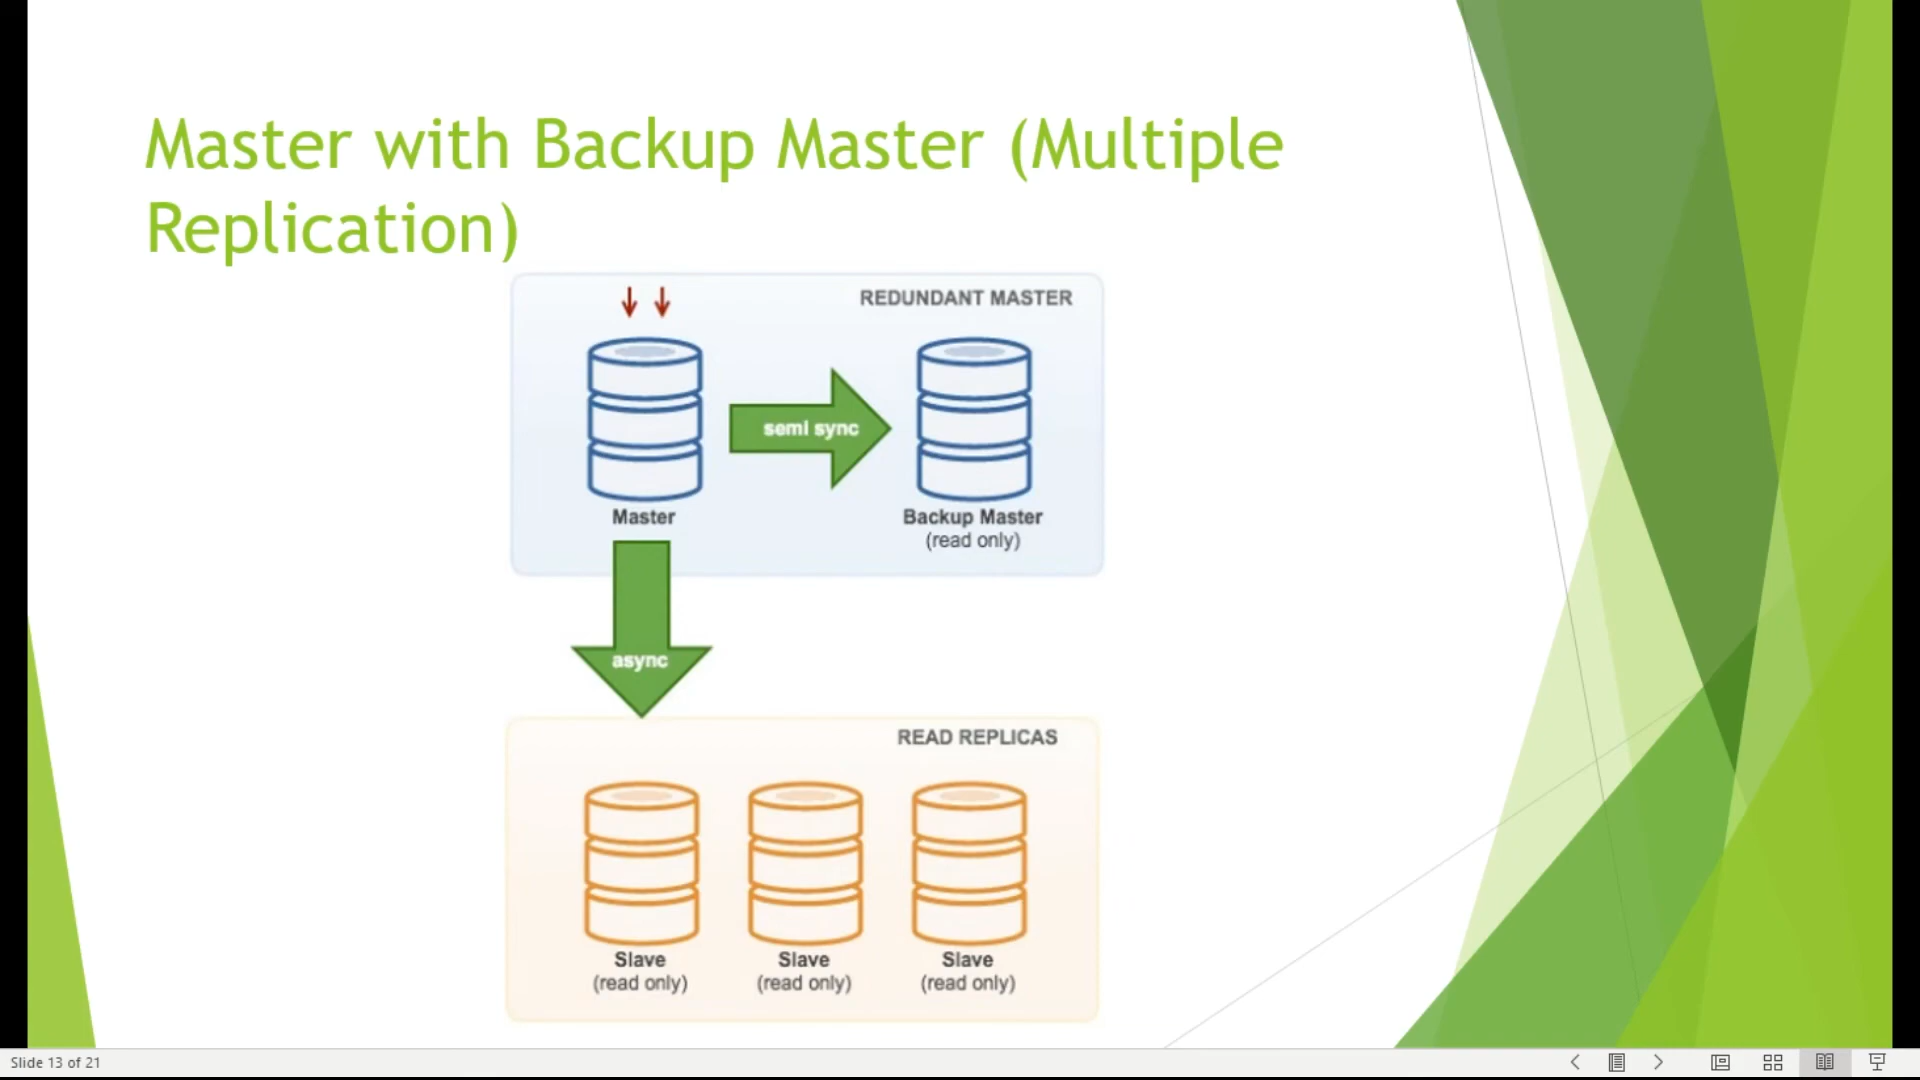 Master with Backup Master (Multiple
Replication)
REDUNDANT MASTER
semi sync
Master
Backup Master
(read only)
async
READ REPLICAS
Slave
(read only)
Slave
(read only)
Slave
(read only)
Slide 13 of 21